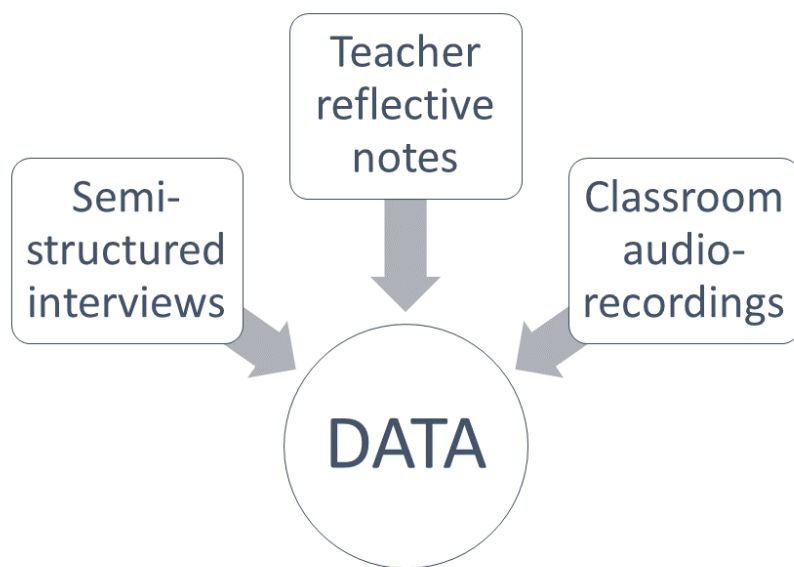 Teacher
reflective
notes
Semi-
structured
interviews
Classroom
audio-
recordings
DATA